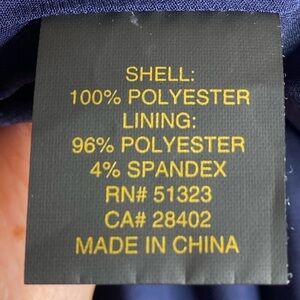 SHELL:
100% POLYESTER
LINING:
96% POLYESTER
4% SPANDEX
RN# 51323
CA# 28402
MADE IN CHINA